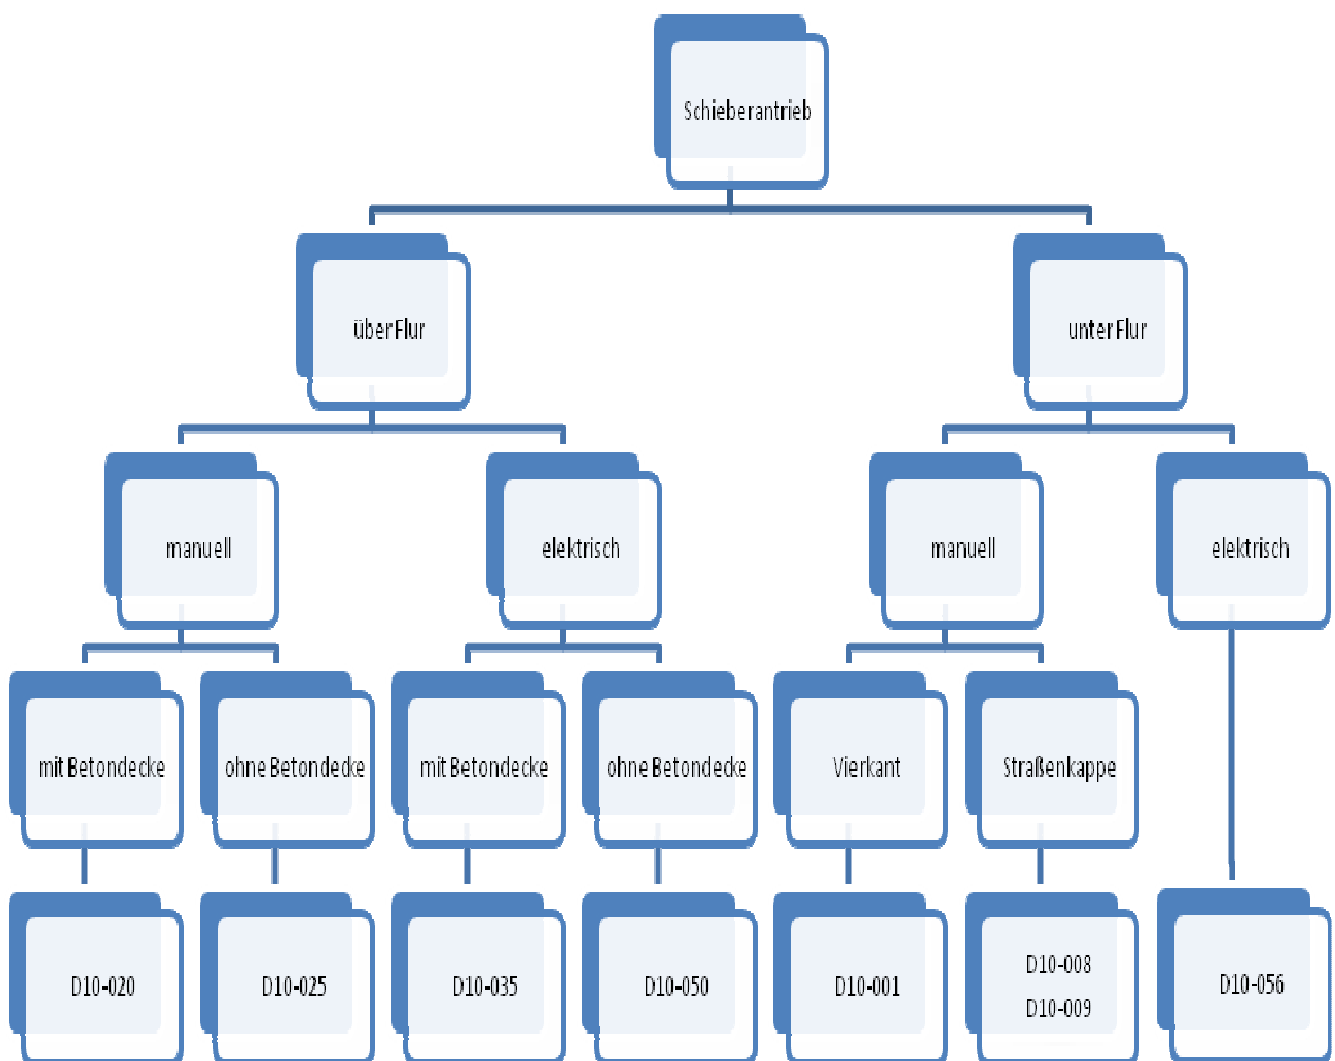 Schieberantrieb
über Flur
unter Flur
manuell
elektrisch
manuell
elektrisch
mit Betondecke
ohne Betondecke
mit Betondecke
ohne Betondecke
Vierkant
Straßenkappe
D10-020
D10-025
D10-035
D10-050
D10-001
D10-008
D10-009
D10-056